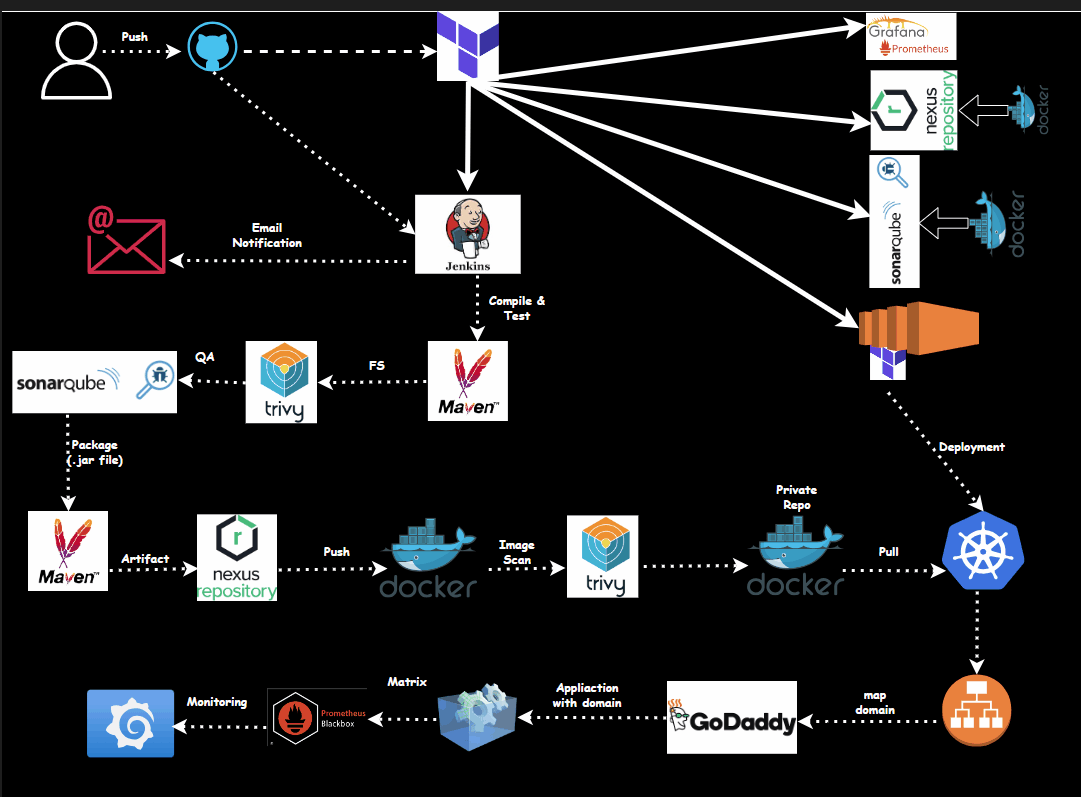 Push
Grafana
Prometheus
nexus
repository
docker
sonarqube
docker
Jenkins
Email
Notification
Compile &
Test
Maven™
FS
trivy
QA
sonarqube
Package
(.jar file)
Deployment
Maven™
Artifact
nexus
repository
Push
docker
Image
Scan
trivy
Private
Repo
docker
Pull
map
domain
GoDaddy
Appliaction
with domain
Matrix
Prometheus
Blackbox
Monitoring